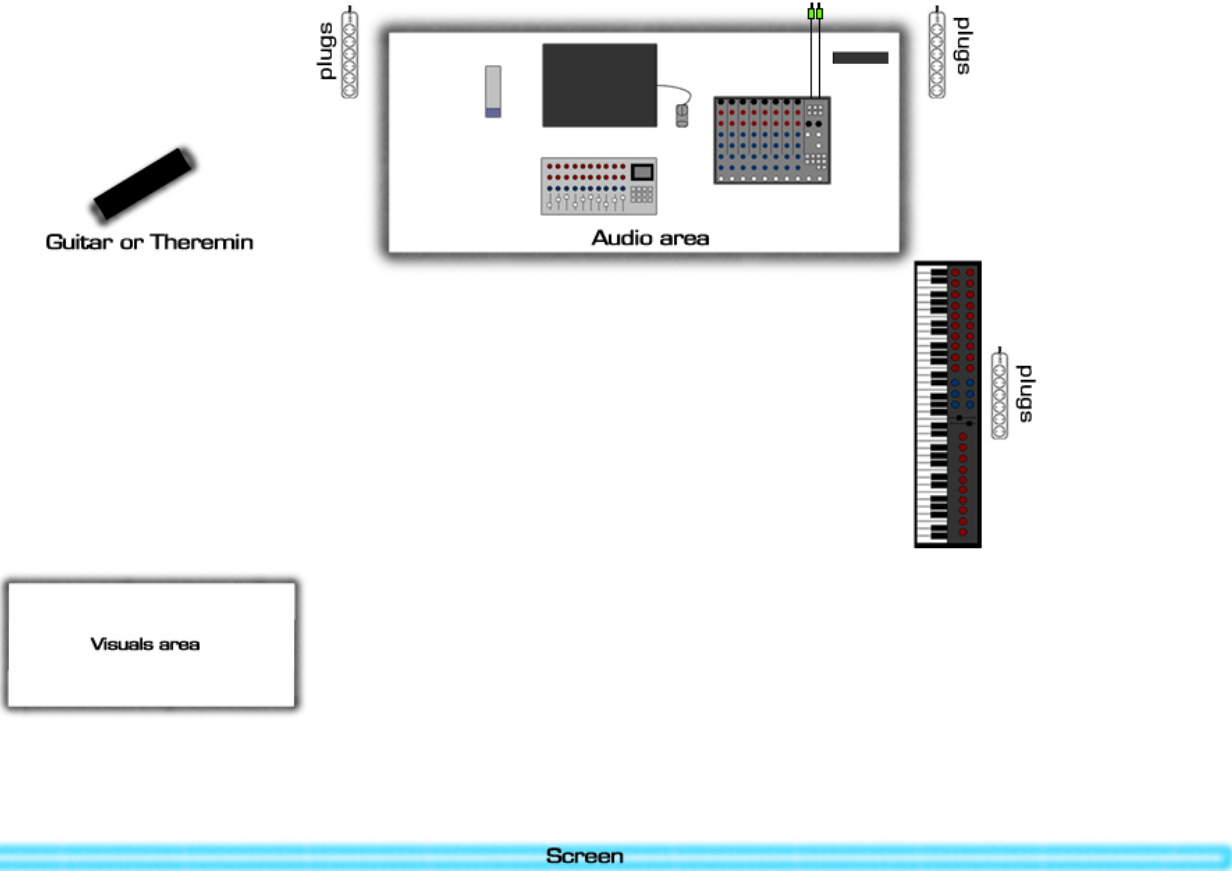 plugs
plugs
Guitar or Theremin
Audio area
plugs
Visuals area
Screen